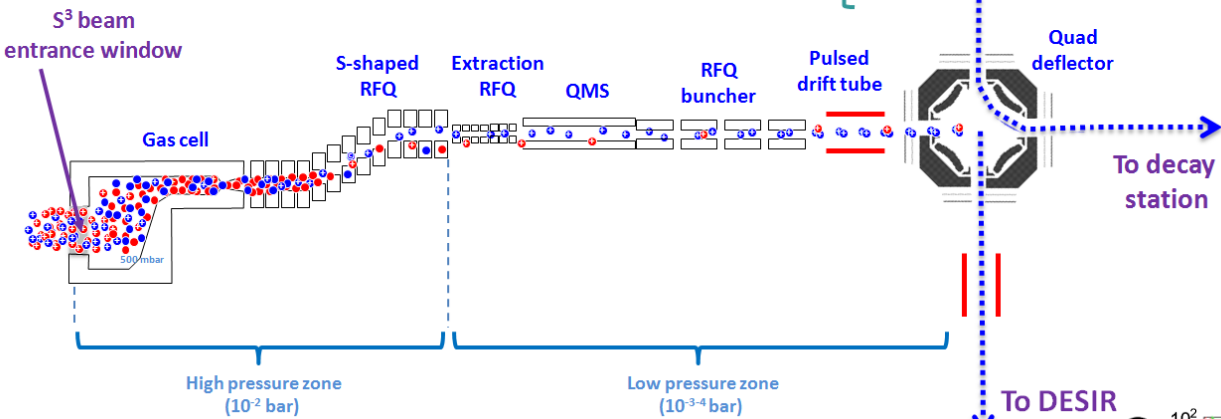 S³ beam
entrance window
Gas cell
S-shaped
RFQ
Extraction
RFQ
QMS
RFQ
buncher
Pulsed
drift tube
Quad
deflector
500 mbar
To decay
station
High pressure zone
(10⁻² bar)
Low pressure zone
(10⁻³⁻⁴ bar)
To DESIR
10²